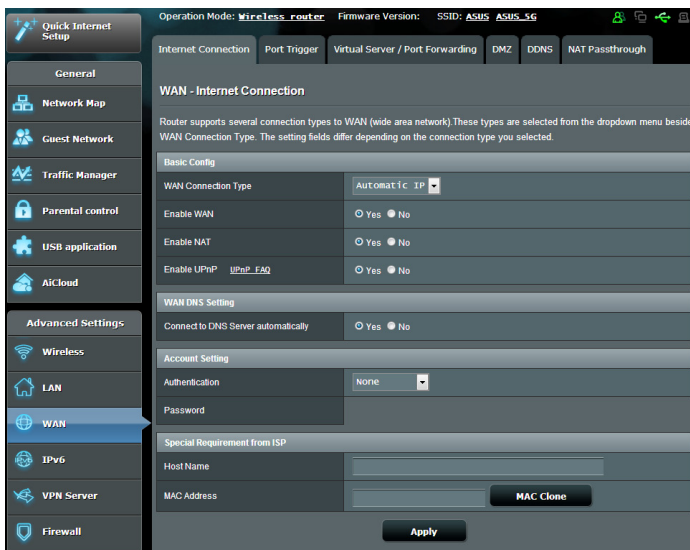 Quick Internet
Setup
General
Network Map
Guest Network
Traffic Manager
Parental control
USB application
AiCloud
Advanced Settings
Wireless
LAN
WAN
IPv6
VPN Server
Firewall
Operation Mode: Wireless router Firmware Version: SSID: ASUS ASUS_5G
Internet Connection Port Trigger Virtual Server / Port Forwarding DMZ DDNS NAT Passthrough
WAN - Internet Connection
Router supports several connection types to WAN (wide area network).These types are selected from the dropdown menu beside
WAN Connection Type. The setting fields differ depending on the connection type you selected.
Basic Config
WAN Connection Type Automatic IP
Enable WAN Yes No
Enable NAT Yes No
Enable UPnP UPnP FAQ Yes No
WAN DNS Setting
Connect to DNS Server automatically Yes No
Account Setting
Authentication None
Password
Special Requirement from ISP
Host Name
MAC Address MAC Clone
Apply